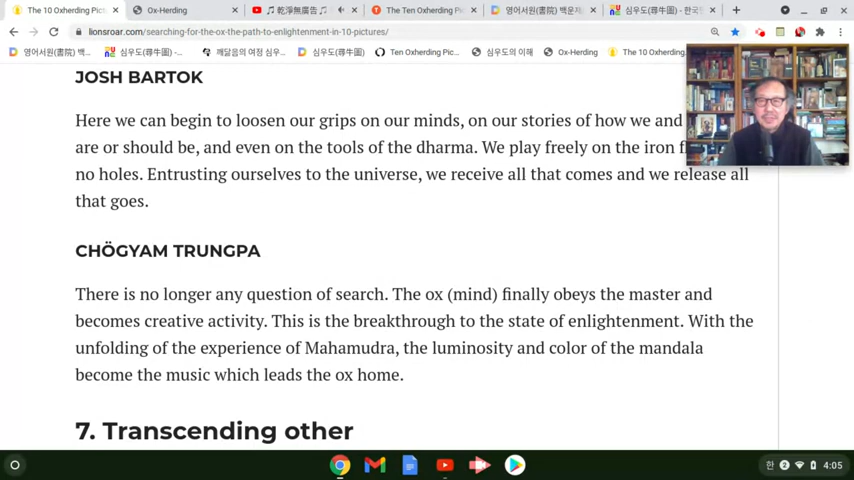 The 10 Oxherding Pict
Ox-Herding
乾淨無廣告
The Ten Oxherding Pic
영어서원(書院) 백운재
심우도(尋牛圖) - 한국민
lionsroar.com/searching-for-the-ox-the-path-to-enlightenment-in-10-pictures/
영어서원(書院) 백...
심우도(尋牛圖)
깨달음의 여정 심우...
심우도(尋牛圖)
Ten Oxherding Pict...
심우도의 이해
Ox-Herding
The 10 Oxherding
JOSH BARTOK
Here we can begin to loosen our grips on our minds, on our stories of how we and
are or should be, and even on the tools of the dharma. We play freely on the iron f
no holes. Entrusting ourselves to the universe, we receive all that comes and we release all
that goes.
CHÖGYAM TRUNGPA
There is no longer any question of search. The ox (mind) finally obeys the master and
becomes creative activity. This is the breakthrough to the state of enlightenment. With the
unfolding of the experience of Mahamudra, the luminosity and color of the mandala
become the music which leads the ox home.
7. Transcending other
한 2 4:05